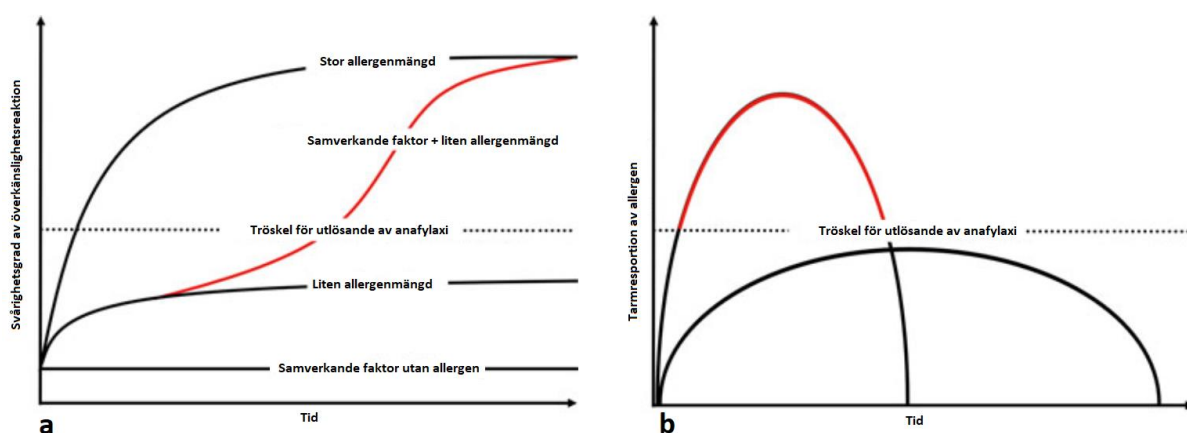 Svårighetsgrad av överkänslighetsreaktion
Stor allergenmängd
Samverkande faktor + liten allergenmängd
Tröskel för utlösande av anafylaxi
Liten allergenmängd
Samverkande faktor utan allergen
a
Tid
Tarmresportion av allergen
Tröskel för utlösande av anafylaxi
b
Tid